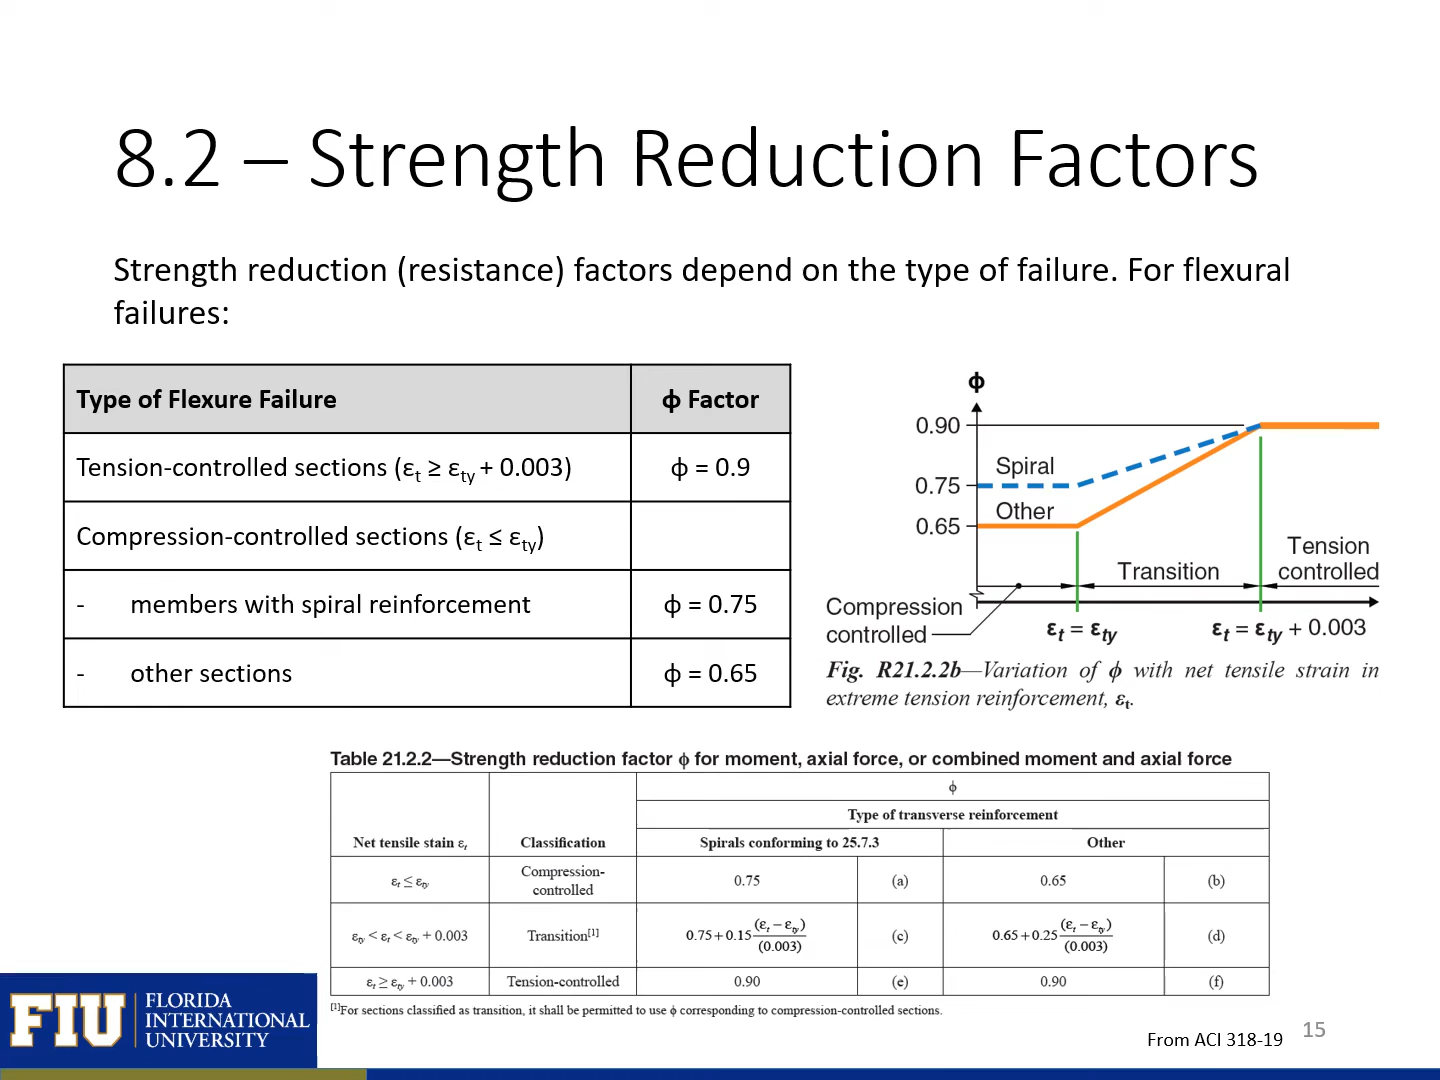 8.2 – Strength Reduction Factors
Strength reduction (resistance) factors depend on the type of failure. For flexural
failures:
Type of Flexure Failure ϕ Factor
Tension-controlled sections (εt ≥ εty + 0.003) ϕ = 0.9
Compression-controlled sections (εt ≤ εty)
- members with spiral reinforcement ϕ = 0.75
- other sections ϕ = 0.65
ϕ
0.90
Spiral
0.75
Other
0.65
Tension
controlled
Transition
Compression
controlled
εt = εty
εt = εty + 0.003
Fig. R21.2.2b—Variation of ϕ with net tensile strain in
extreme tension reinforcement, εt.
Table 21.2.2—Strength reduction factor ϕ for moment, axial force, or combined moment and axial force
ϕ
Type of transverse reinforcement
Net tensile stain εt Classification Spirals conforming to 25.7.3 Other
εt ≤ εty Compression-controlled 0.75 (a) 0.65 (b)
εty < εt < εty + 0.003 Transition[1] 0.75 + 0.15 (εt − εty)/(0.003) (c) 0.65 + 0.25 (εt − εty)/(0.003) (d)
εt ≥ εty + 0.003 Tension-controlled 0.90 (e) 0.90 (f)
[1]For sections classified as transition, it shall be permitted to use ϕ corresponding to compression-controlled sections.
FIU
FLORIDA
INTERNATIONAL
UNIVERSITY
From ACI 318-19
15